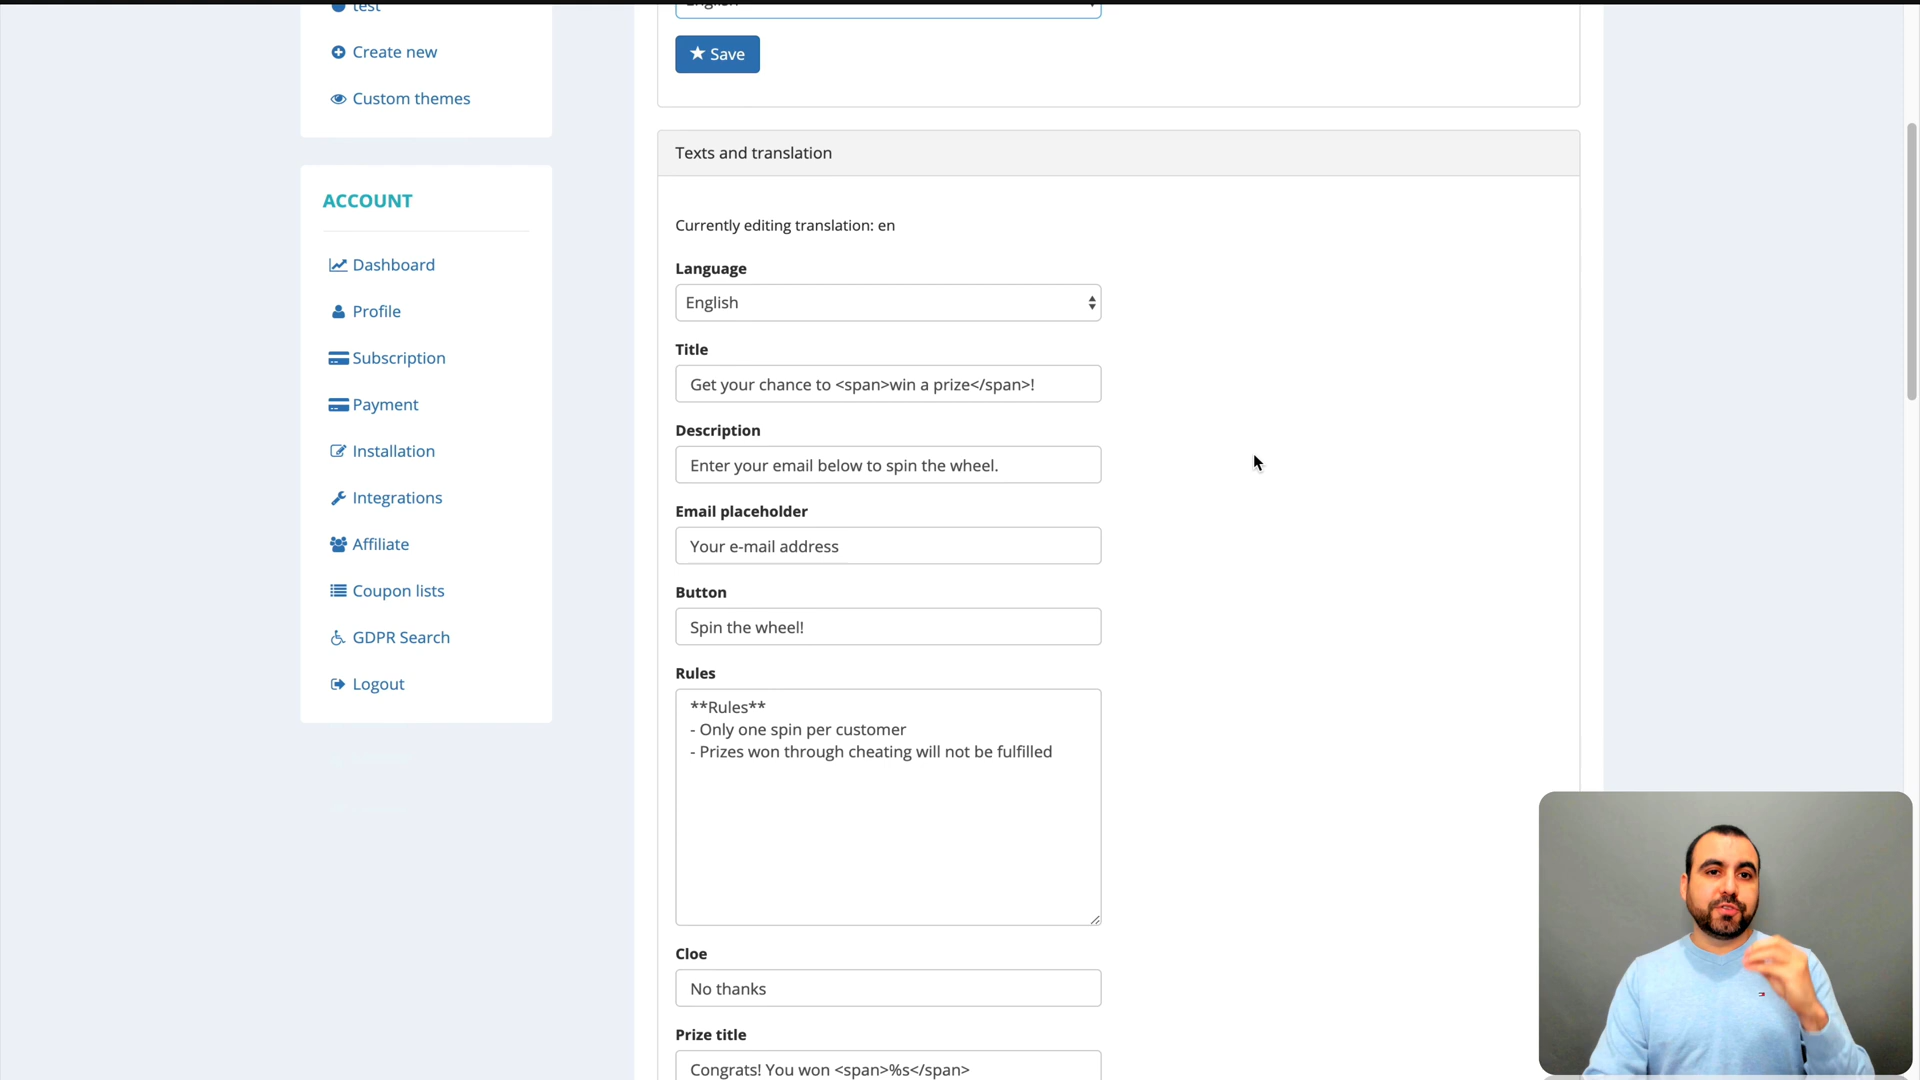 test
English
Save
Create new
Custom themes
Texts and translation
ACCOUNT
Currently editing translation: en
Dashboard
Language
English
Profile
Title
Subscription
Get your chance to <span>win a prize</span>!
Payment
Description
Installation
Enter your email below to spin the wheel.
Integrations
Email placeholder
Affiliate
Your e-mail address
Coupon lists
Button
Spin the wheel!
GDPR Search
Rules
Logout
**Rules**
- Only one spin per customer
- Prizes won through cheating will not be fulfilled
Cloe
No thanks
Prize title
Congrats! You won <span>%s</span>